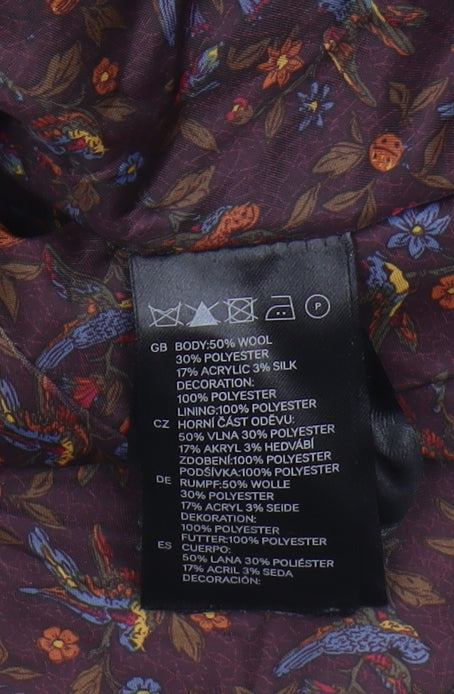 P
GB BODY:50% WOOL
30% POLYESTER
17% ACRYLIC 3% SILK
DECORATION:
100% POLYESTER
LINING:100% POLYESTER
CZ HORNÍ ČÁST ODĚVU:
50% VLNA 30% POLYESTER
17% AKRYL 3% HEDVÁBÍ
ZDOBENÍ:100% POLYESTER
PODŠÍVKA:100% POLYESTER
DE RUMPF:50% WOLLE
30% POLYESTER
17% ACRYL 3% SEIDE
DEKORATION:
100% POLYESTER
FUTTER:100% POLYESTER
ES CUERPO:
50% LANA 30% POLIÉSTER
17% ACRIL 3% SEDA
DECORACIÓN: